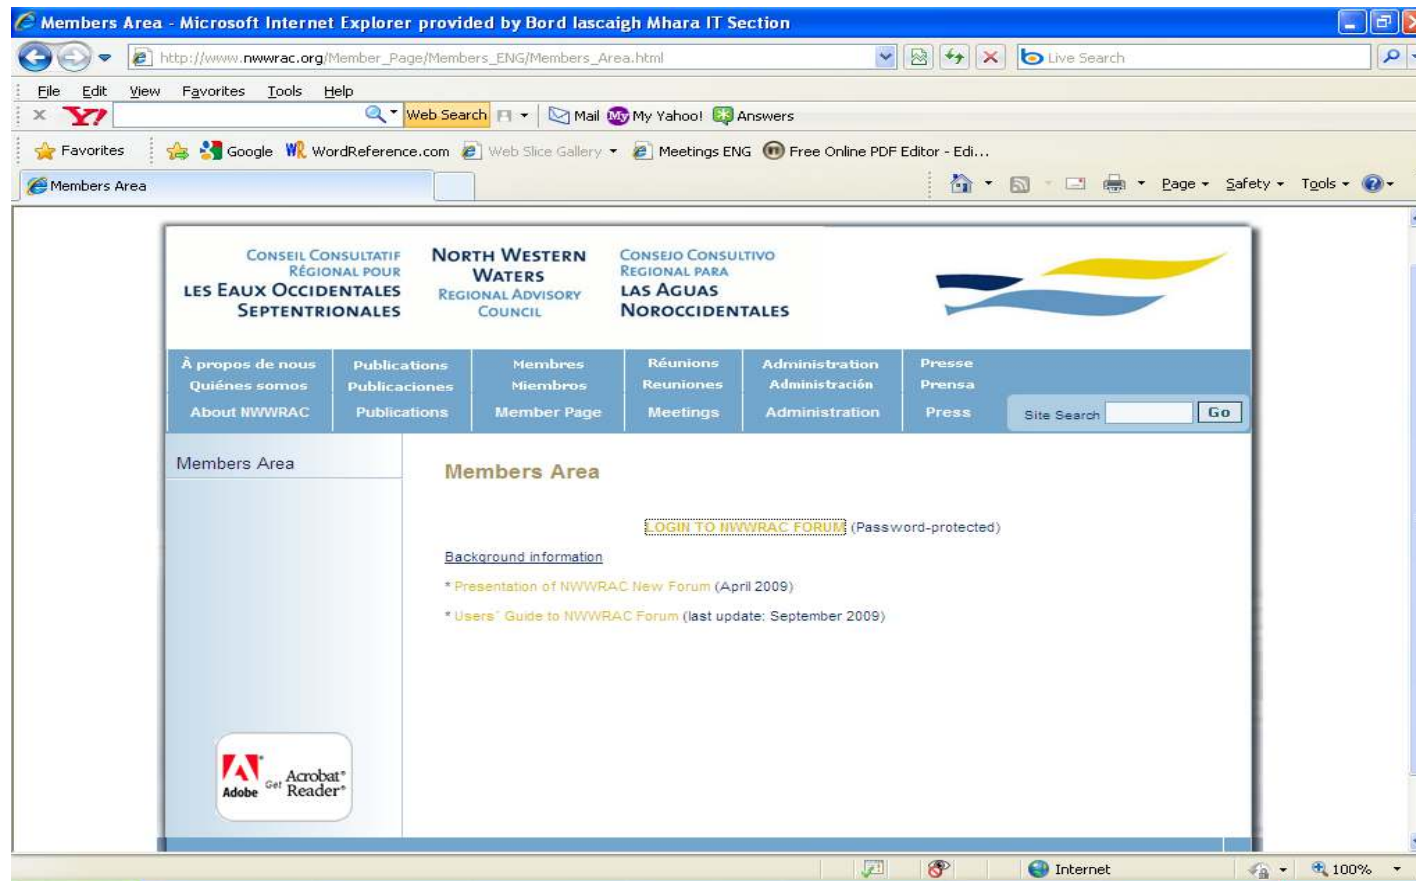 Members Area - Microsoft Internet Explorer provided by Bord Iascaigh Mhara IT Section
http://www.nwwrac.org/Member_Page/Members_ENG/Members_Area.html
Live Search
File Edit View Favorites Tools Help
Y! Web Search Mail My My Yahoo! Answers
Favorites Google WR WordReference.com Web Slice Gallery Meetings ENG Free Online PDF Editor - Edi...
Members Area Page Safety Tools
CONSEIL CONSULTATIF
RÉGIONAL POUR
LES EAUX OCCIDENTALES
SEPTENTRIONALES
NORTH WESTERN
WATERS
REGIONAL ADVISORY
COUNCIL
CONSEJO CONSULTIVO
REGIONAL PARA
LAS AGUAS
NOROCCIDENTALES
À propos de nous Publications Membres Réunions Administration Presse
Quiénes somos Publicaciones Miembros Reuniones Administración Prensa
About NWWRAC Publications Member Page Meetings Administration Press Site Search Go
Members Area
Members Area
LOGIN TO NWWRAC FORUM (Password-protected)
Background information
* Presentation of NWWRAC New Forum (April 2009)
* Users´ Guide to NWWRAC Forum (last update: September 2009)
Adobe Get Acrobat®
Reader®
Internet 100%